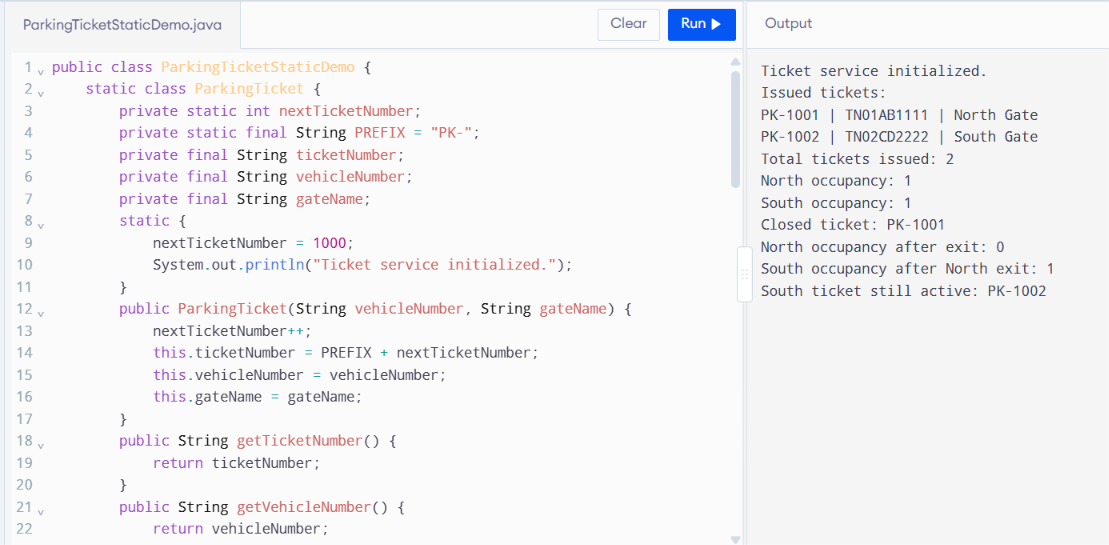 ParkingTicketStaticDemo.java
Clear
Run
Output
1 public class ParkingTicketStaticDemo {
2 static class ParkingTicket {
3 private static int nextTicketNumber;
4 private static final String PREFIX = "PK-";
5 private final String ticketNumber;
6 private final String vehicleNumber;
7 private final String gateName;
8 static {
9 nextTicketNumber = 1000;
10 System.out.println("Ticket service initialized.");
11 }
12 public ParkingTicket(String vehicleNumber, String gateName) {
13 nextTicketNumber++;
14 this.ticketNumber = PREFIX + nextTicketNumber;
15 this.vehicleNumber = vehicleNumber;
16 this.gateName = gateName;
17 }
18 public String getTicketNumber() {
19 return ticketNumber;
20 }
21 public String getVehicleNumber() {
22 return vehicleNumber;
Ticket service initialized.
Issued tickets:
PK-1001 | TN01AB1111 | North Gate
PK-1002 | TN02CD2222 | South Gate
Total tickets issued: 2
North occupancy: 1
South occupancy: 1
Closed ticket: PK-1001
North occupancy after exit: 0
South occupancy after North exit: 1
South ticket still active: PK-1002